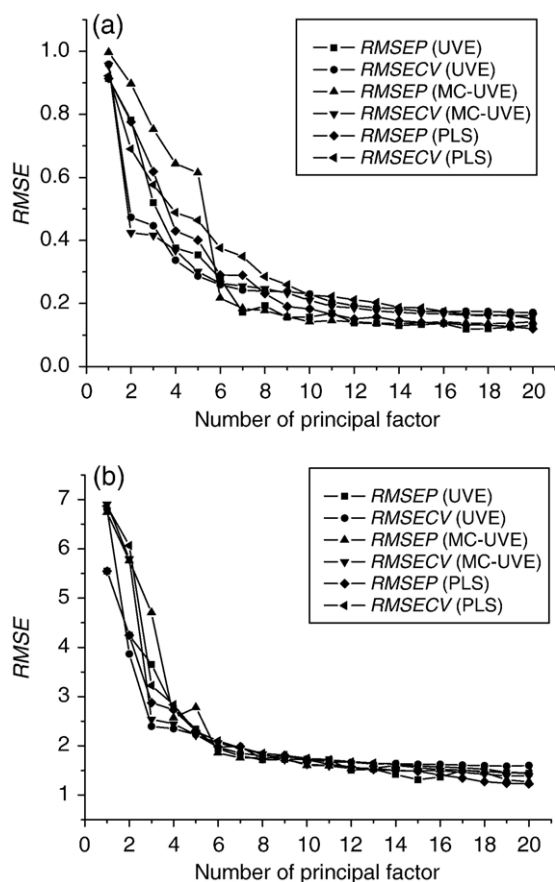 (a)
RMSEP (UVE)
RMSECV (UVE)
RMSEP (MC-UVE)
RMSECV (MC-UVE)
RMSEP (PLS)
RMSECV (PLS)
1.0
0.8
0.6
0.4
0.2
0.0
RMSE
0 2 4 6 8 10 12 14 16 18 20
Number of principal factor
(b)
RMSEP (UVE)
RMSECV (UVE)
RMSEP (MC-UVE)
RMSECV (MC-UVE)
RMSEP (PLS)
RMSECV (PLS)
7
6
5
4
3
2
1
RMSE
0 2 4 6 8 10 12 14 16 18 20
Number of principal factor